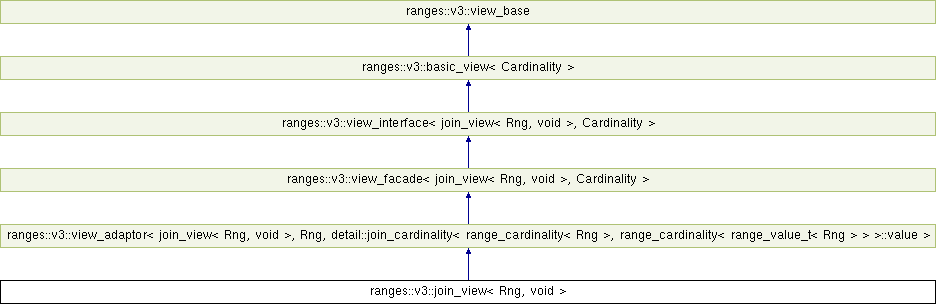 ranges::v3::view_base
ranges::v3::basic_view< Cardinality >
ranges::v3::view_interface< join_view< Rng, void >, Cardinality >
ranges::v3::view_facade< join_view< Rng, void >, Cardinality >
ranges::v3::view_adaptor< join_view< Rng, void >, Rng, detail::join_cardinality< range_cardinality< Rng >, range_cardinality< range_value_t< Rng > > >::value >
ranges::v3::join_view< Rng, void >